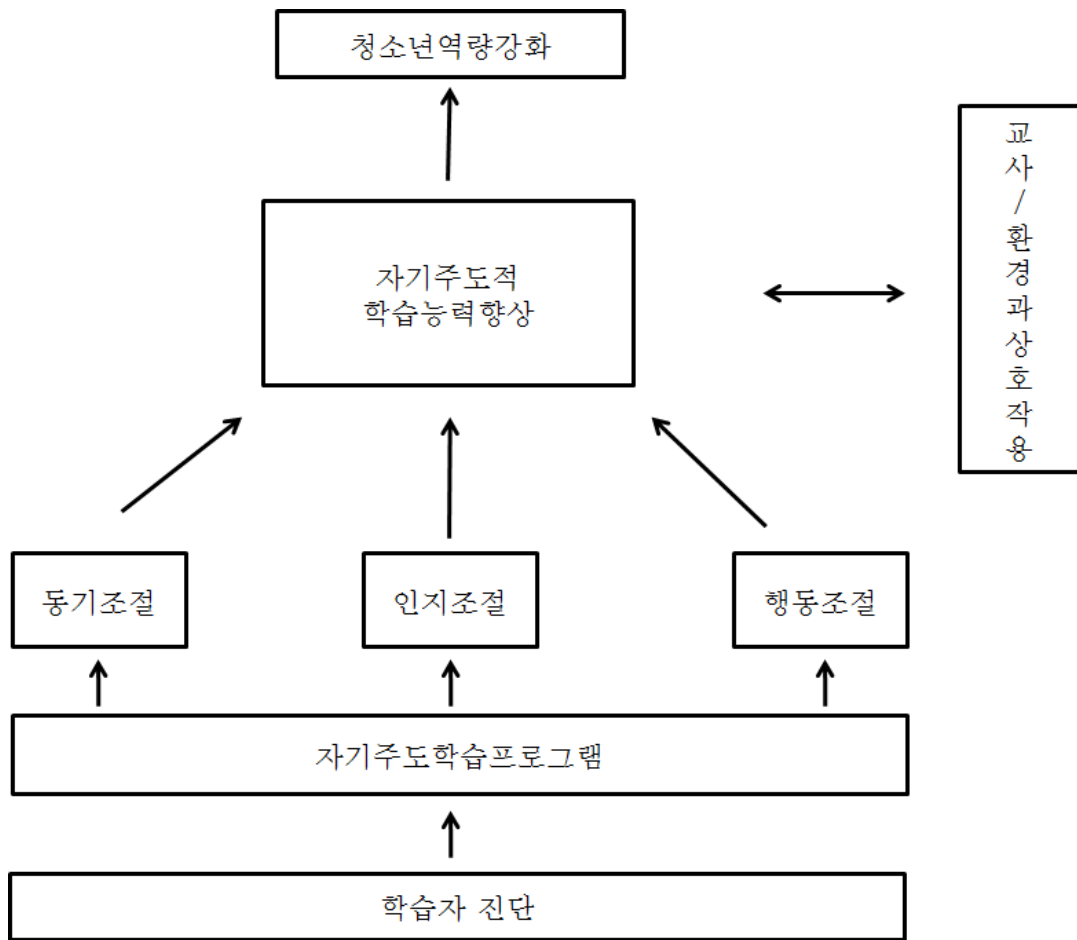 청소년역량강화
자기주도적
학습능력향상
교사/환경과상호작용
동기조절
인지조절
행동조절
자기주도학습프로그램
학습자 진단